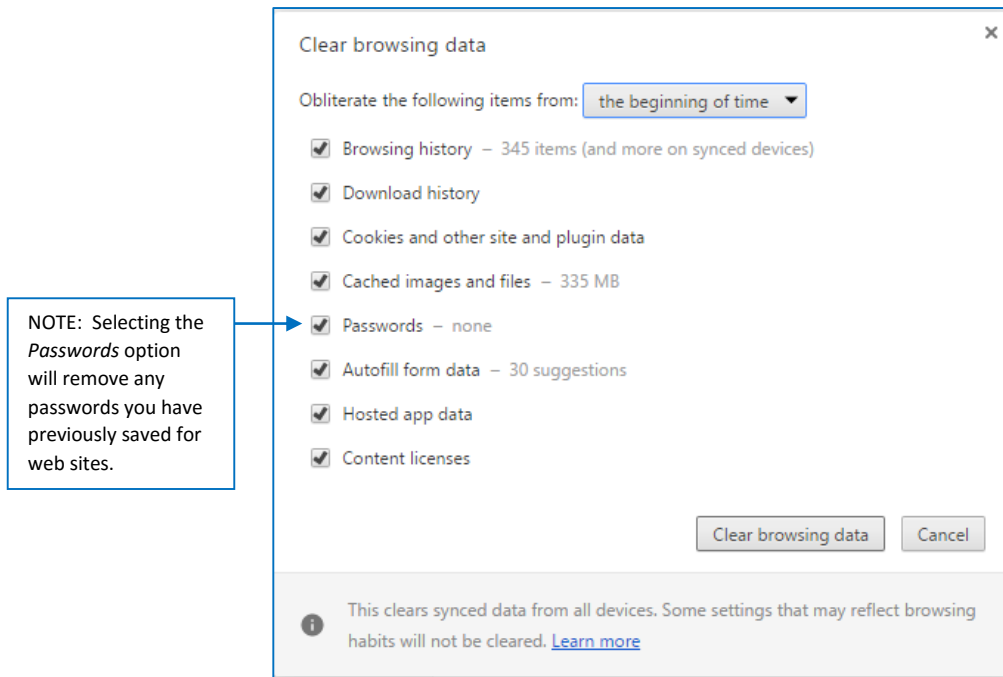 Clear browsing data
Obliterate the following items from: the beginning of time
Browsing history – 345 items (and more on synced devices)
Download history
Cookies and other site and plugin data
Cached images and files – 335 MB
Passwords – none
Autofill form data – 30 suggestions
Hosted app data
Content licenses
NOTE: Selecting the
Passwords option
will remove any
passwords you have
previously saved for
web sites.
Clear browsing data
Cancel
This clears synced data from all devices. Some settings that may reflect browsing
habits will not be cleared. Learn more